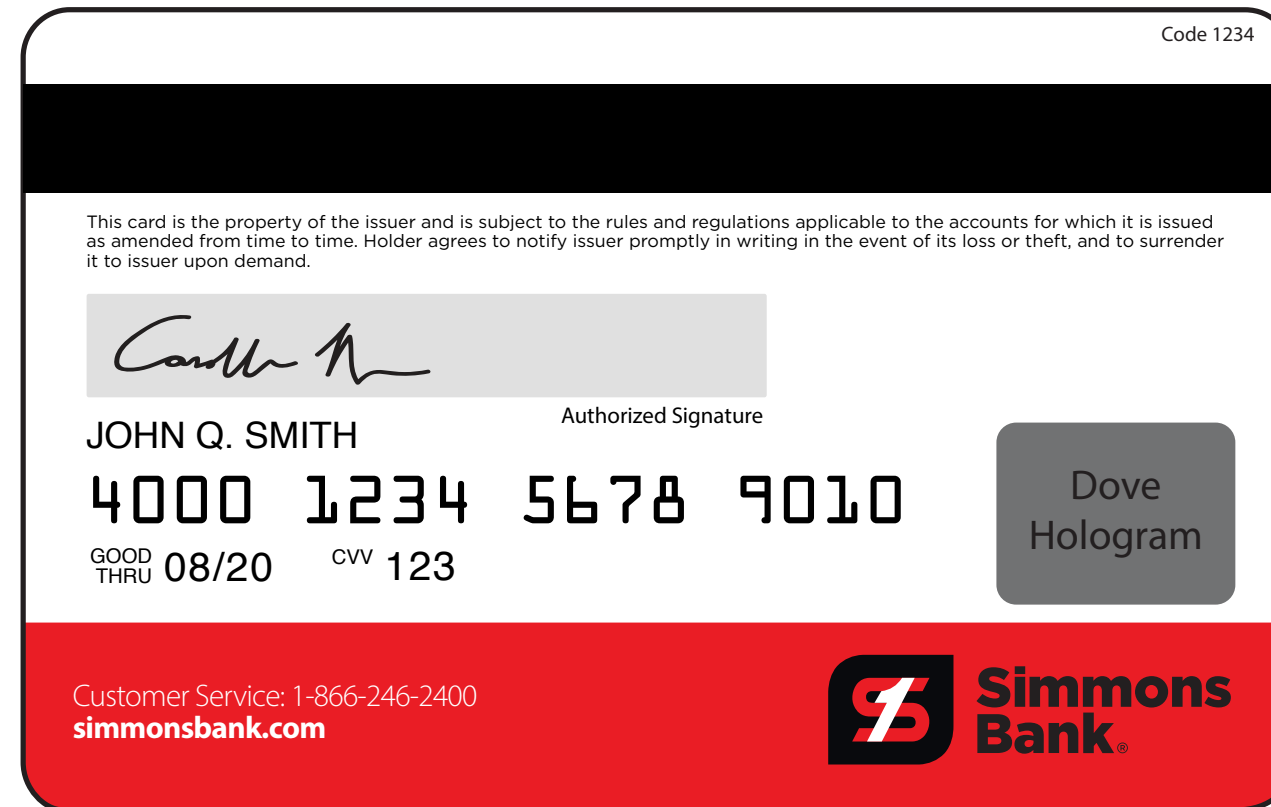 Code 1234
This card is the property of the issuer and is subject to the rules and regulations applicable to the accounts for which it is issued
as amended from time to time. Holder agrees to notify issuer promptly in writing in the event of its loss or theft, and to surrender
it to issuer upon demand.
Authorized Signature
JOHN Q. SMITH
4000 1234 5678 9010
GOOD THRU 08/20 CVV 123
Dove
Hologram
Customer Service: 1-866-246-2400
simmonsbank.com
Simmons
Bank®